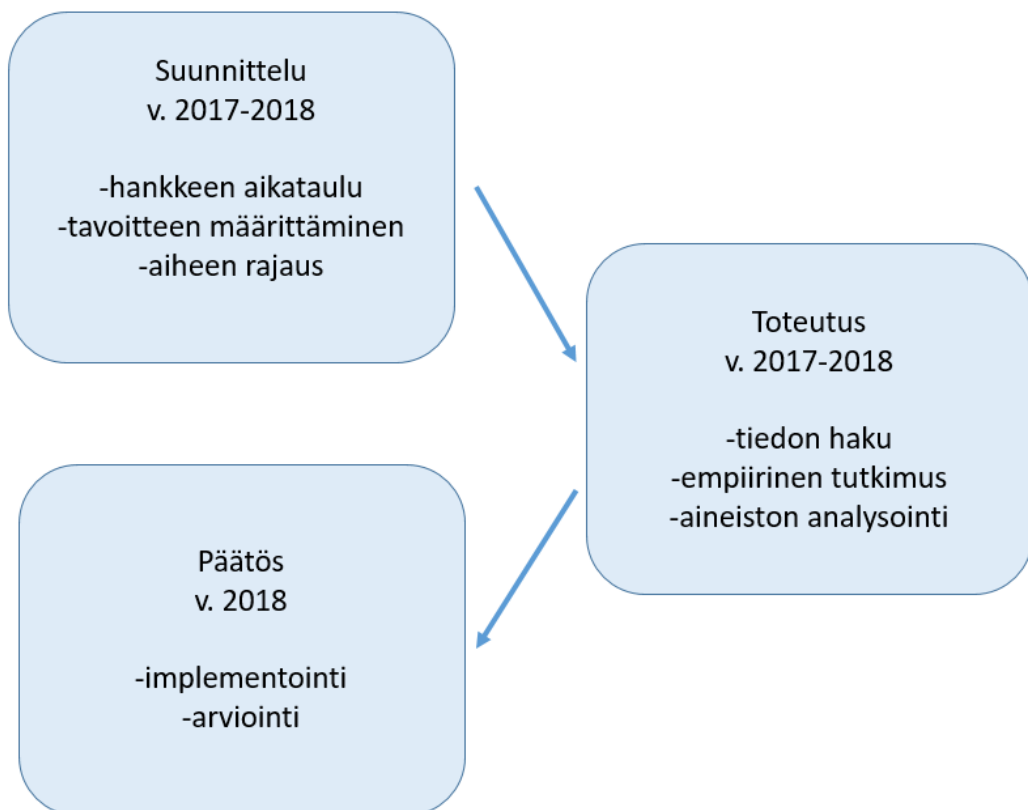 Suunnittelu
v. 2017-2018
-hankkeen aikataulu
-tavoitteen määrittäminen
-aiheen rajaus
Toteutus
v. 2017-2018
-tiedon haku
-empiirinen tutkimus
-aineiston analysointi
Päätös
v. 2018
-implementointi
-arviointi